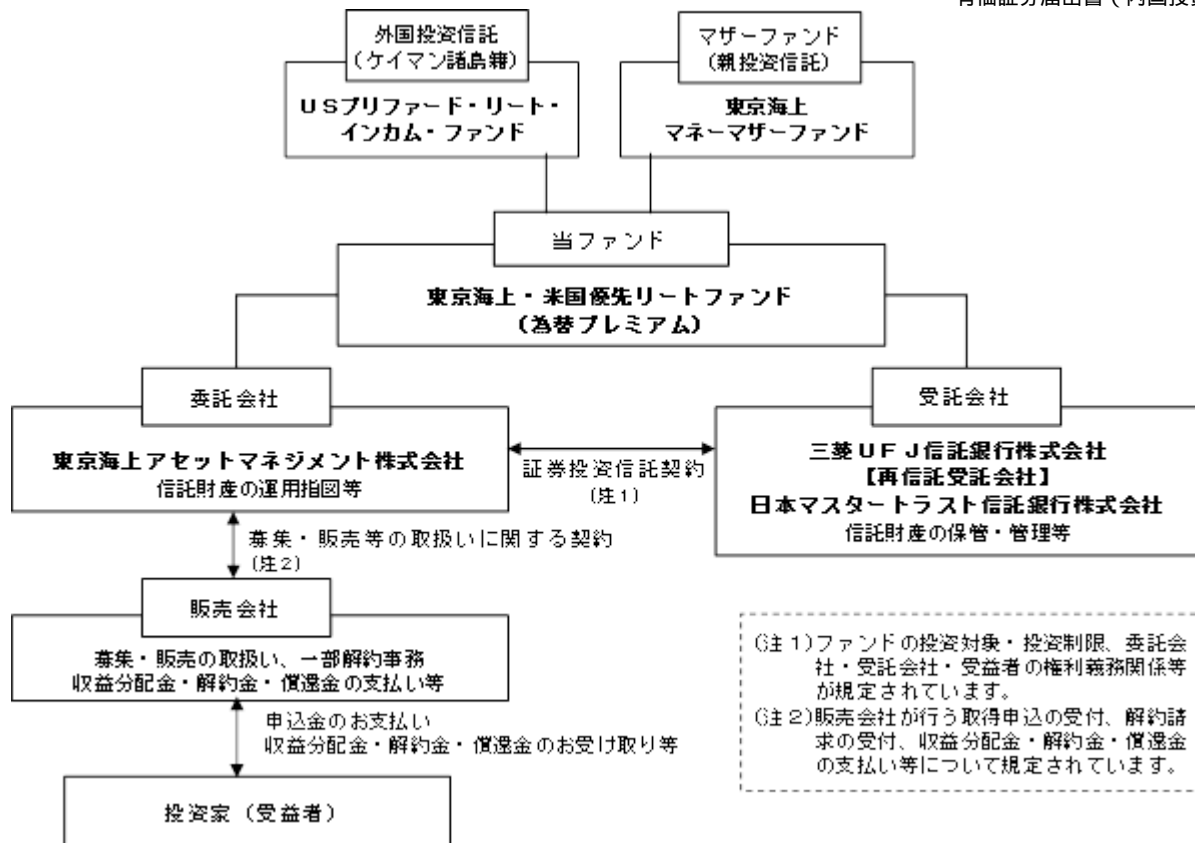 外国投資信託
（ケイマン諸島籍）
USプリファード・リート・
インカム・ファンド
マザーファンド
（親投資信託）
東京海上
マネーマザーファンド
当ファンド
東京海上・米国優先リートファンド
（為替プレミアム）
委託会社
東京海上アセットマネジメント株式会社
信託財産の運用指図等
証券投資信託契約
（注1）
受託会社
三菱UFJ信託銀行株式会社
【再信託受託会社】
日本マスタートラスト信託銀行株式会社
信託財産の保管・管理等
募集・販売等の取扱いに関する契約
（注2）
販売会社
募集・販売の取扱い、一部解約事務
収益分配金・解約金・償還金の支払い等
申込金のお支払い
収益分配金・解約金・償還金のお受け取り等
投資家（受益者）
（注1）ファンドの投資対象・投資制限、委託会
社・受託会社・受益者の権利義務関係等
が規定されています。
（注2）販売会社が行う取得申込の受付、解約請
求の受付、収益分配金・解約金・償還金
の支払い等について規定されています。